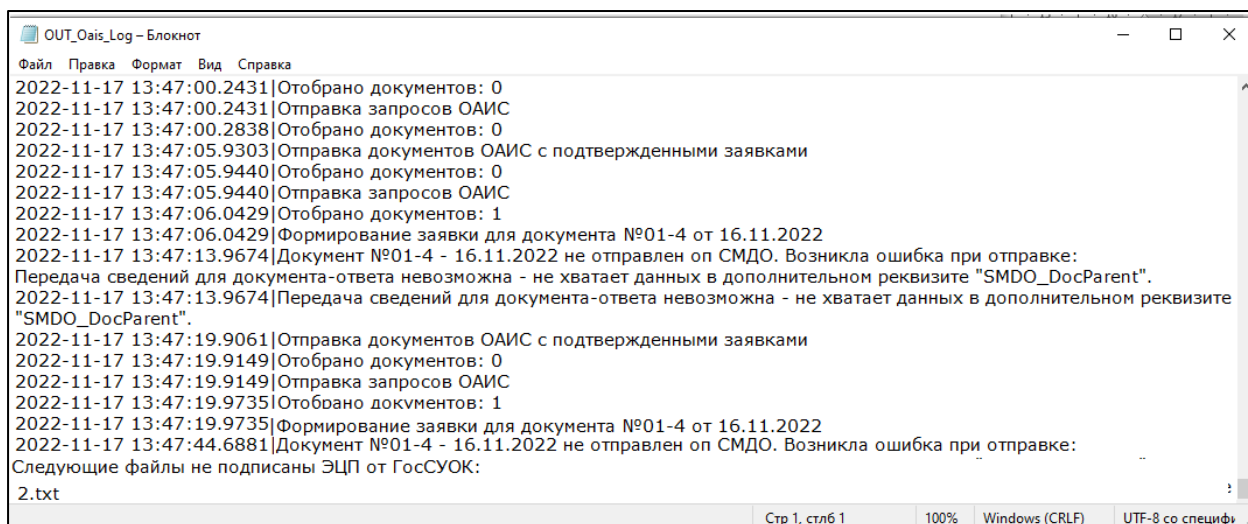 OUT_Oais_Log – Блокнот
Файл Правка Формат Вид Справка
2022-11-17 13:47:00.2431|Отобрано документов: 0
2022-11-17 13:47:00.2431|Отправка запросов ОАИС
2022-11-17 13:47:00.2838|Отобрано документов: 0
2022-11-17 13:47:05.9303|Отправка документов ОАИС с подтвержденными заявками
2022-11-17 13:47:05.9440|Отобрано документов: 0
2022-11-17 13:47:05.9440|Отправка запросов ОАИС
2022-11-17 13:47:06.0429|Отобрано документов: 1
2022-11-17 13:47:06.0429|Формирование заявки для документа №01-4 от 16.11.2022
2022-11-17 13:47:13.9674|Документ №01-4 - 16.11.2022 не отправлен оп СМДО. Возникла ошибка при отправке:
Передача сведений для документа-ответа невозможна - не хватает данных в дополнительном реквизите "SMDO_DocParent".
2022-11-17 13:47:13.9674|Передача сведений для документа-ответа невозможна - не хватает данных в дополнительном реквизите
"SMDO_DocParent".
2022-11-17 13:47:19.9061|Отправка документов ОАИС с подтвержденными заявками
2022-11-17 13:47:19.9149|Отобрано документов: 0
2022-11-17 13:47:19.9149|Отправка запросов ОАИС
2022-11-17 13:47:19.9735|Отобрано документов: 1
2022-11-17 13:47:19.9735|Формирование заявки для документа №01-4 от 16.11.2022
2022-11-17 13:47:44.6881|Документ №01-4 - 16.11.2022 не отправлен оп СМДО. Возникла ошибка при отправке:
Следующие файлы не подписаны ЭЦП от ГосСУОК:
2.txt
Стр 1, стлб 1 100% Windows (CRLF) UTF-8 со специфи